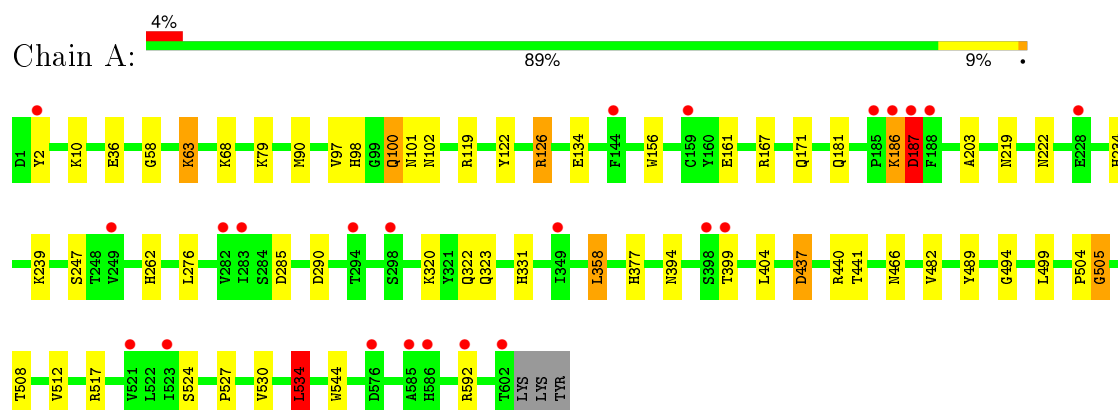 4%
Chain A:
89%
9%
•
D1 Y2 K10 E36 G58 K63 K68 K79 M90 V97 H98 G99 Q100 N101 N102 R119 Y122 R126 E134 F144 W156 C159 Y160 E161 R167 Q171 Q181 P185 K186 D187 F188 A203 N219 N222 E228
K239 S247 T248 V249 H262 L276 V282 I283 S284 D285 D290 T294 S298 K320 Y321 Q322 Q323 H331 I349 L358 H377 N394 S398 T399 L404 D437 R440 T441 N466 V482 Y489 G494 L499 P504 G505
T508 V512 R517 V521 L522 I523 S524 P527 V530 L534 W544 D576 A585 H586 R592 T602 LYS LYS TYR